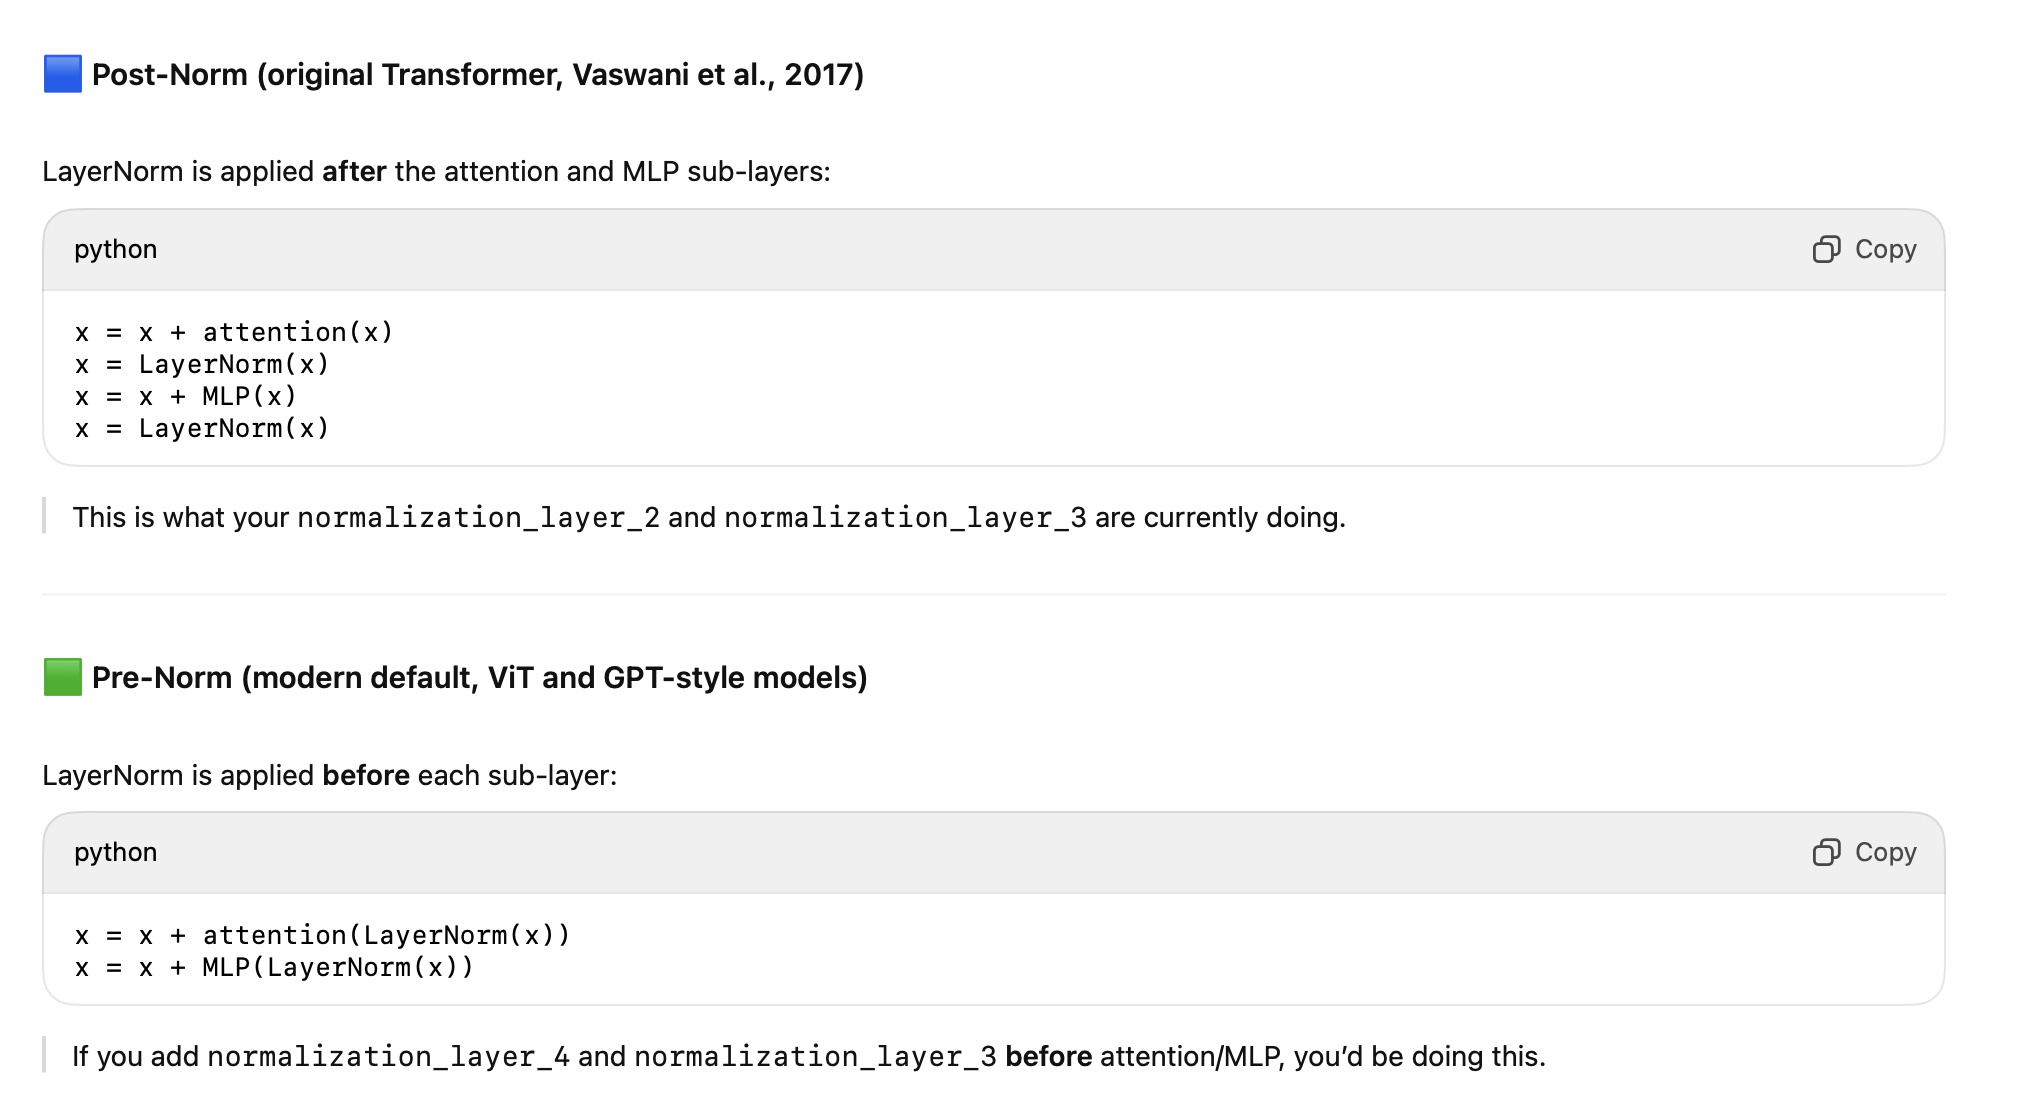 Post-Norm (original Transformer, Vaswani et al., 2017)
LayerNorm is applied after the attention and MLP sub-layers:
python
Copy
x = x + attention(x)
x = LayerNorm(x)
x = x + MLP(x)
x = LayerNorm(x)
This is what your normalization_layer_2 and normalization_layer_3 are currently doing.
Pre-Norm (modern default, ViT and GPT-style models)
LayerNorm is applied before each sub-layer:
python
Copy
x = x + attention(LayerNorm(x))
x = x + MLP(LayerNorm(x))
If you add normalization_layer_4 and normalization_layer_3 before attention/MLP, you’d be doing this.